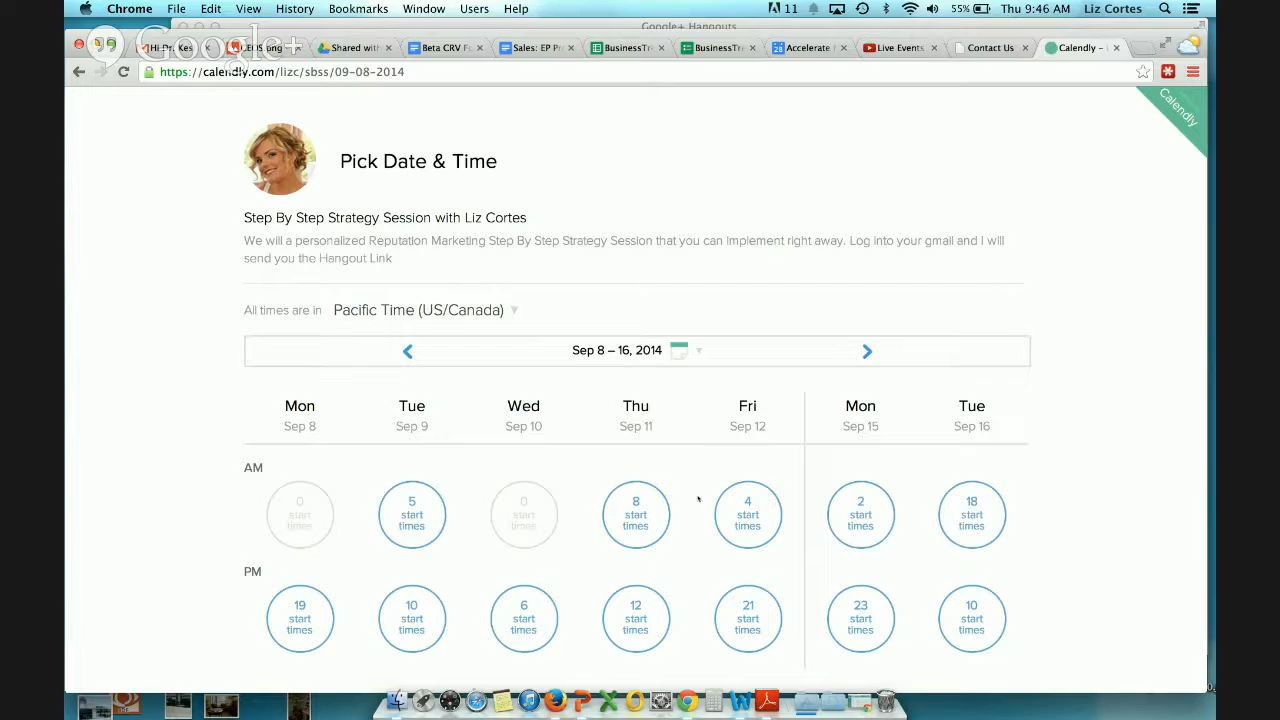 Chrome File Edit View History Bookmarks Window Users Help 11 55% Thu 9:46 AM Liz Cortes
Google+ Hangouts
Google+
Shared with Beta CRV F Sales: EP P BusinessTr BusinessTr Accelerate Live Events Contact Us Calendly –
https://calendly.com/lizc/sbss/09-08-2014
Calendly
Pick Date & Time
Step By Step Strategy Session with Liz Cortes
We will a personalized Reputation Marketing Step By Step Strategy Session that you can implement right away. Log into your gmail and I will
send you the Hangout Link
All times are in Pacific Time (US/Canada)
Sep 8 – 16, 2014
Mon Tue Wed Thu Fri Mon Tue
Sep 8 Sep 9 Sep 10 Sep 11 Sep 12 Sep 15 Sep 16
AM
0 5 0 8 4 2 18
start start start start start start start
times times times times times times times
PM
19 10 6 12 21 23 10
start start start start start start start
times times times times times times times